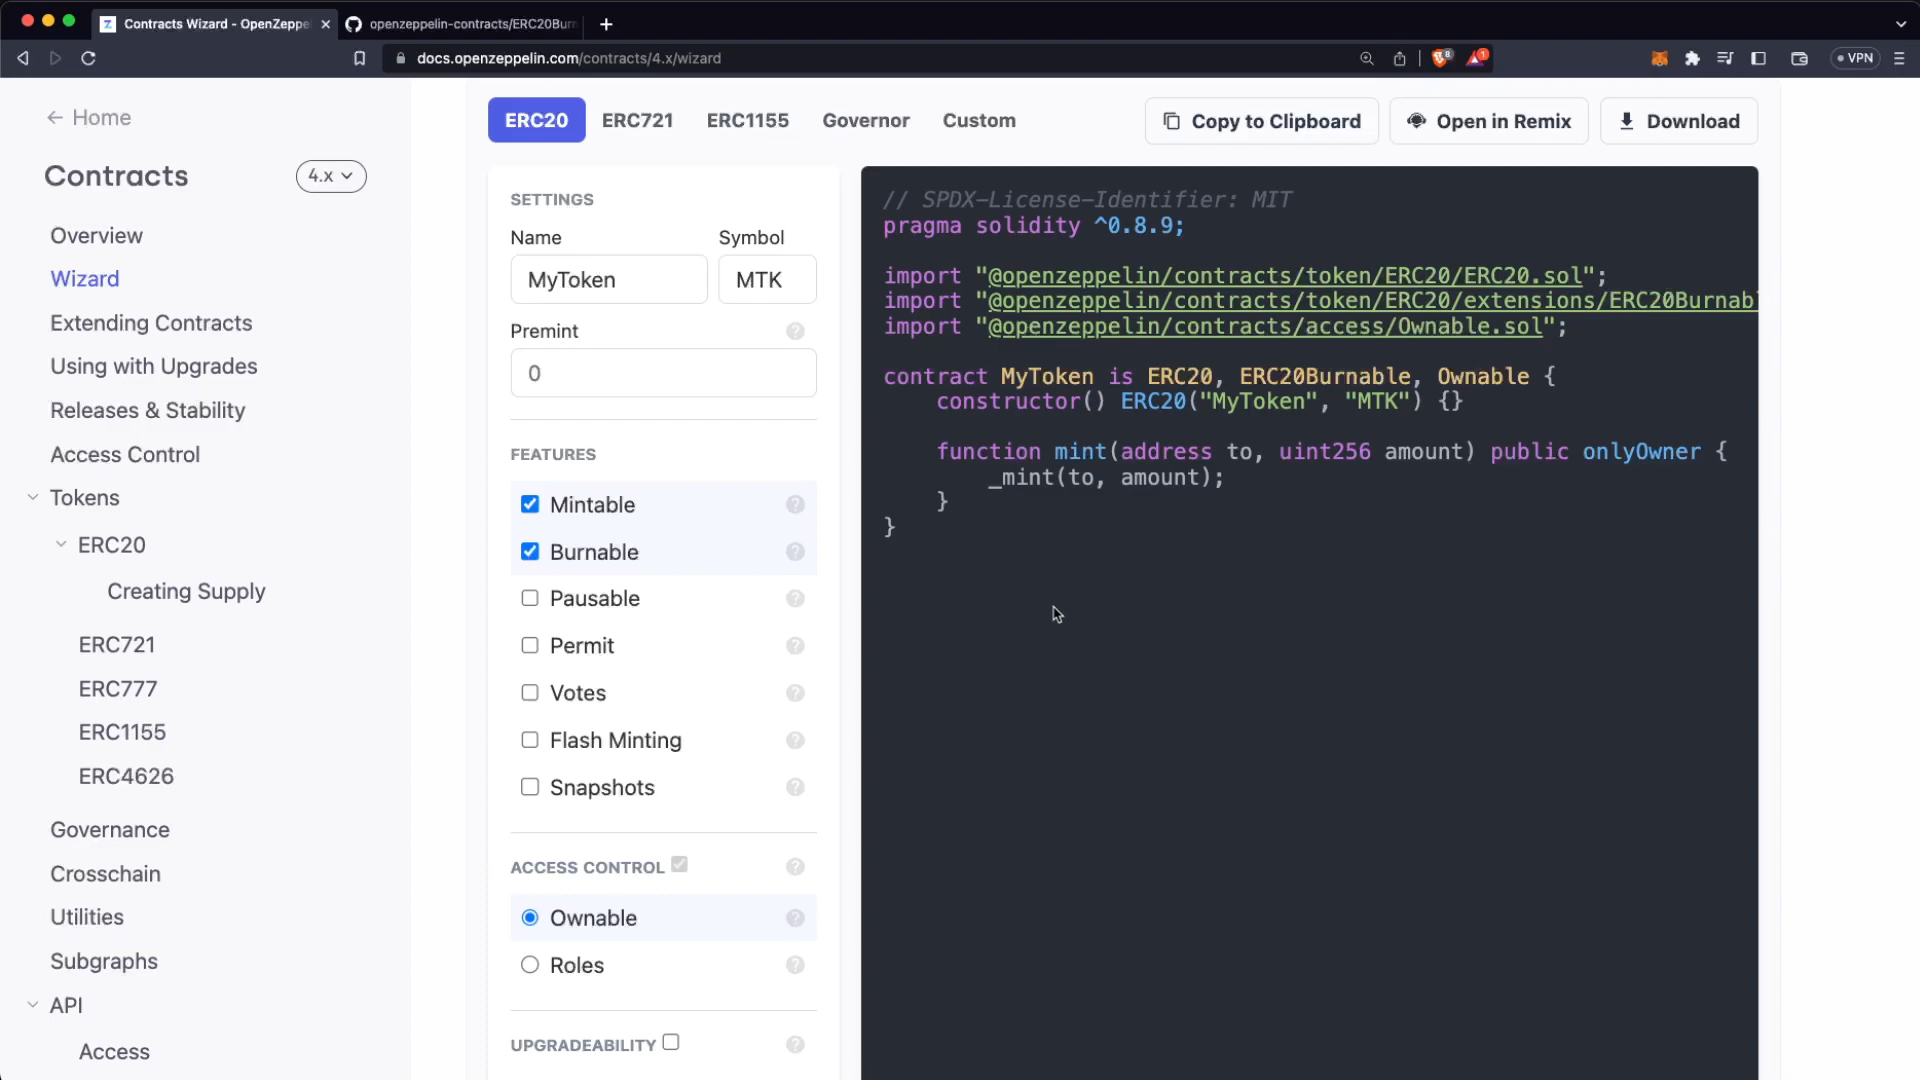 Contracts Wizard - OpenZeppe
openzeppelin-contracts/ERC20Burn
docs.openzeppelin.com/contracts/4.x/wizard
8
1
VPN
← Home
Contracts
4.x
Overview
Wizard
Extending Contracts
Using with Upgrades
Releases & Stability
Access Control
Tokens
ERC20
Creating Supply
ERC721
ERC777
ERC1155
ERC4626
Governance
Crosschain
Utilities
Subgraphs
API
Access
ERC20
ERC721
ERC1155
Governor
Custom
Copy to Clipboard
Open in Remix
Download
SETTINGS
Name
Symbol
MyToken
MTK
Premint
?
0
FEATURES
Mintable
?
Burnable
?
Pausable
?
Permit
?
Votes
?
Flash Minting
?
Snapshots
?
ACCESS CONTROL
?
Ownable
?
Roles
?
UPGRADEABILITY
?
// SPDX-License-Identifier: MIT
pragma solidity ^0.8.9;
import "@openzeppelin/contracts/token/ERC20/ERC20.sol";
import "@openzeppelin/contracts/token/ERC20/extensions/ERC20Burnabl
import "@openzeppelin/contracts/access/Ownable.sol";
contract MyToken is ERC20, ERC20Burnable, Ownable {
constructor() ERC20("MyToken", "MTK") {}
function mint(address to, uint256 amount) public onlyOwner {
_mint(to, amount);
}
}